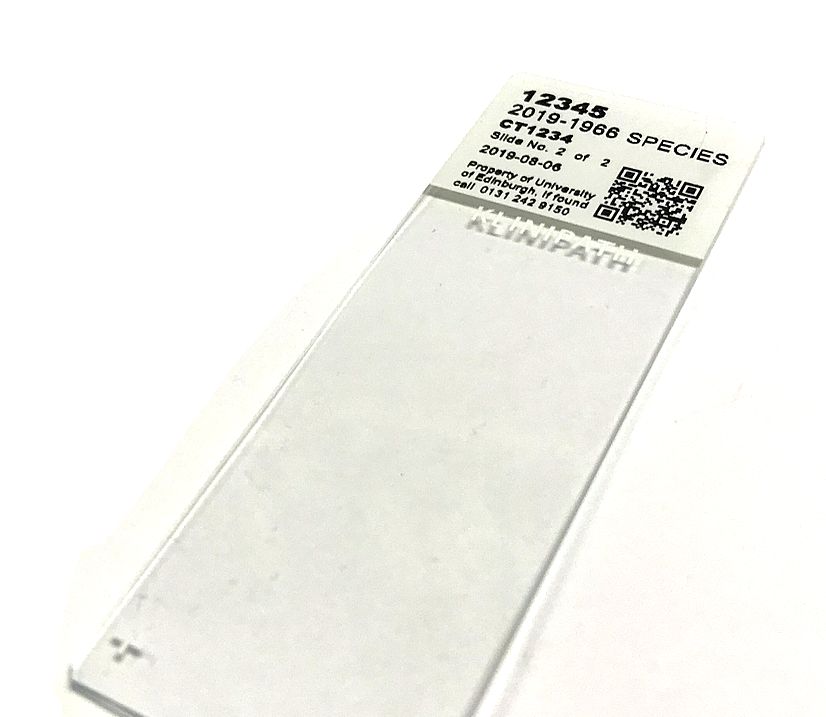 12345
2019-1966 SPECIES
CT1234
Slide No. 2 of 2
2019-08-06
Property of University
of Edinburgh, if found
call 0131 242 9150
KLINIPATH